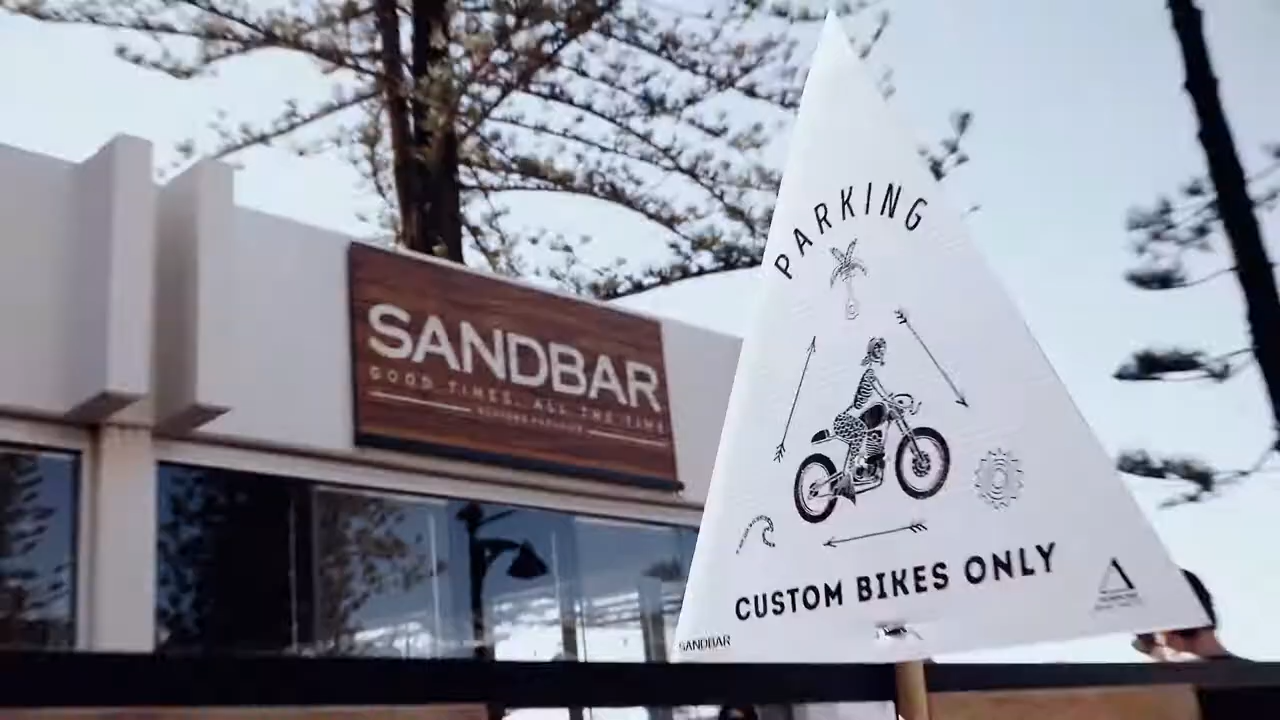 SANDBAR
GOOD TIMES, ALL THE TIME
PARKING
CUSTOM BIKES ONLY
SANDBAR